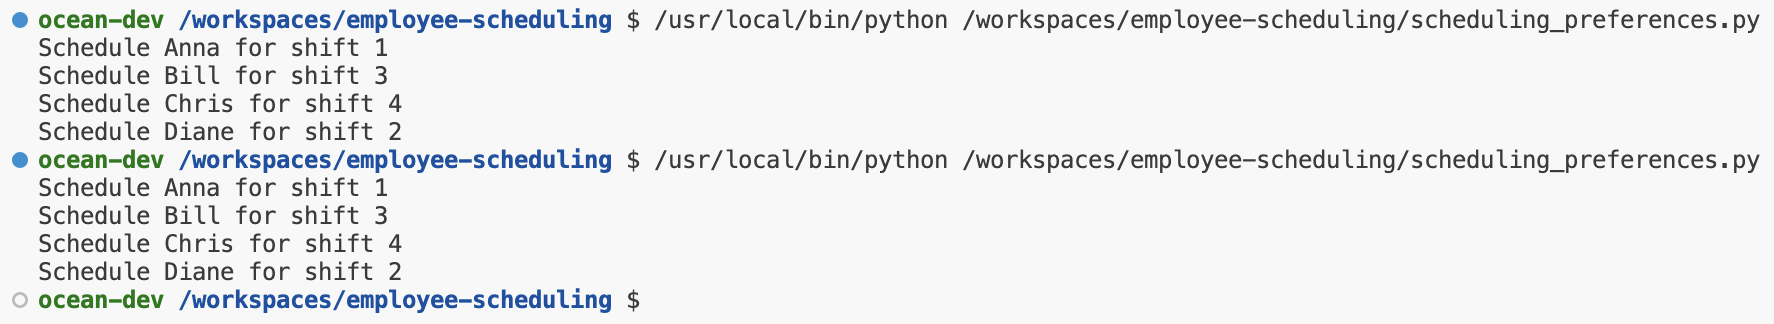 ocean-dev /workspaces/employee-scheduling $ /usr/local/bin/python /workspaces/employee-scheduling/scheduling_preferences.py
Schedule Anna for shift 1
Schedule Bill for shift 3
Schedule Chris for shift 4
Schedule Diane for shift 2
ocean-dev /workspaces/employee-scheduling $ /usr/local/bin/python /workspaces/employee-scheduling/scheduling_preferences.py
Schedule Anna for shift 1
Schedule Bill for shift 3
Schedule Chris for shift 4
Schedule Diane for shift 2
ocean-dev /workspaces/employee-scheduling $